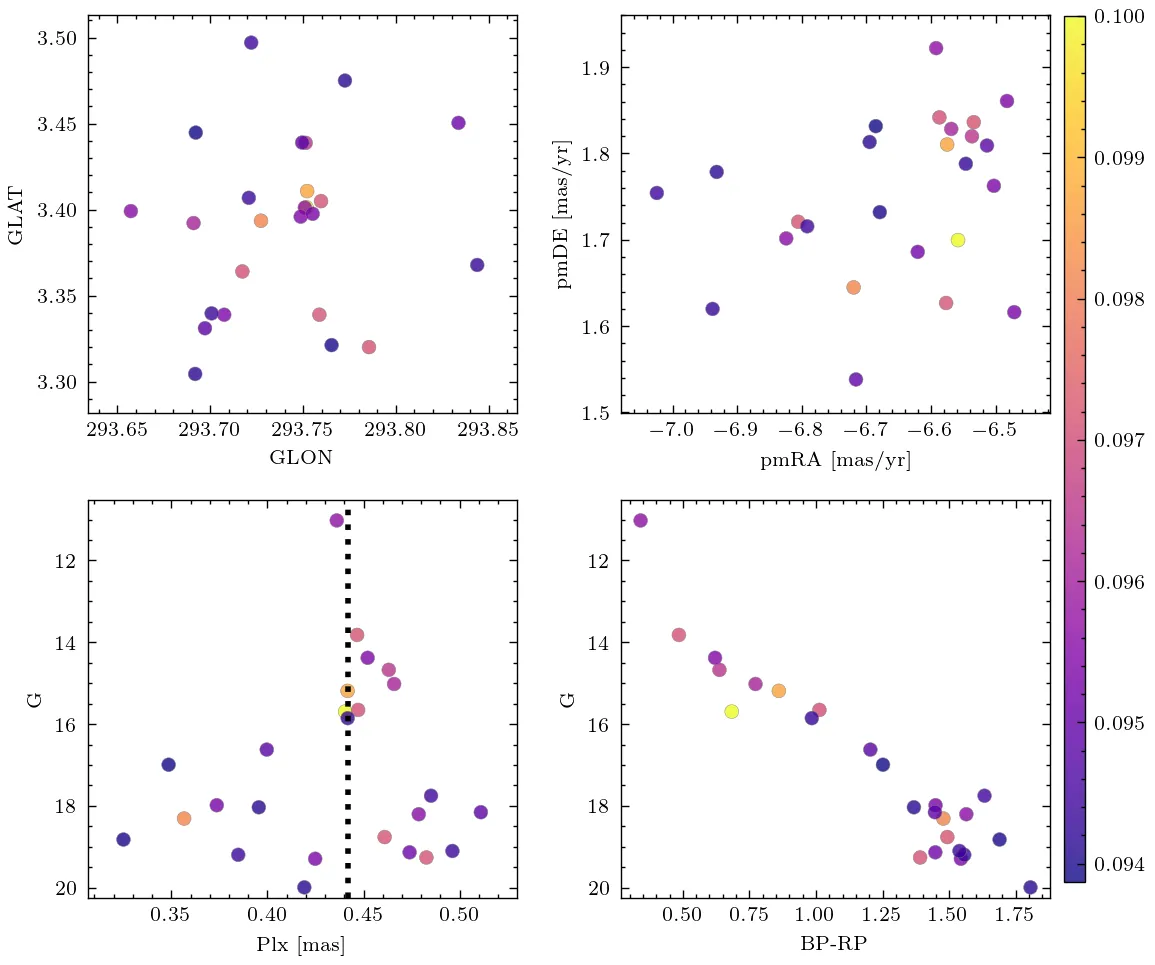 3.50
3.45
3.40
3.35
3.30
GLAT
293.65 293.70 293.75 293.80 293.85
GLON
1.9
1.8
1.7
1.6
1.5
pmDE [mas/yr]
−7.0 −6.9 −6.8 −6.7 −6.6 −6.5
pmRA [mas/yr]
12
14
16
18
20
G
0.35 0.40 0.45 0.50
Plx [mas]
12
14
16
18
20
G
0.50 0.75 1.00 1.25 1.50 1.75
BP-RP
0.100
0.099
0.098
0.097
0.096
0.095
0.094